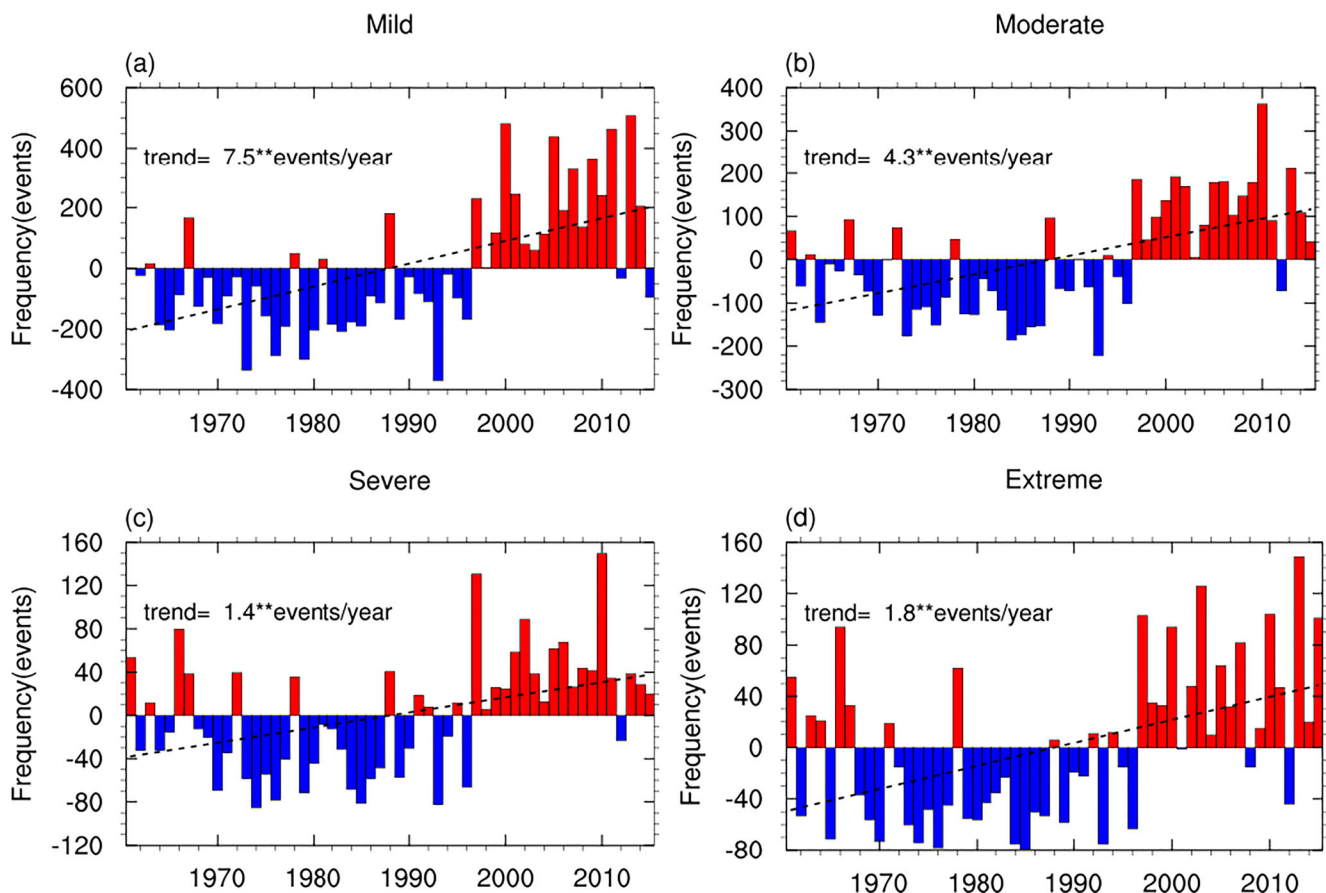 Mild
(a)
600
400
200
0
-200
-400
Frequency(events)
trend= 7.5**events/year
1970 1980 1990 2000 2010
Moderate
(b)
400
300
200
100
0
-100
-200
-300
Frequency(events)
trend= 4.3**events/year
1970 1980 1990 2000 2010
Severe
(c)
160
120
80
40
0
-40
-80
-120
Frequency(events)
trend= 1.4**events/year
1970 1980 1990 2000 2010
Extreme
(d)
160
120
80
40
0
-40
-80
Frequency(events)
trend= 1.8**events/year
1970 1980 1990 2000 2010